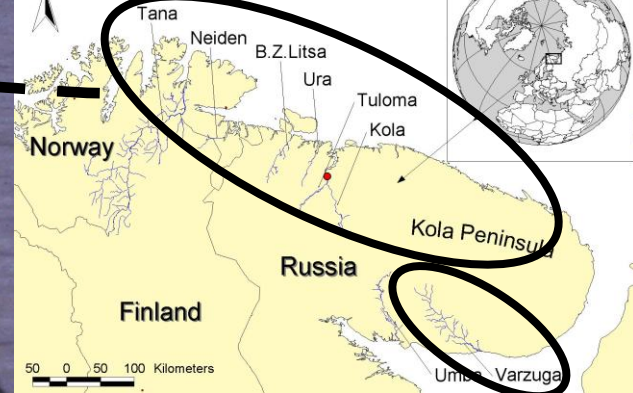 Tana
Neiden
B.Z.Litsa
Ura
Tuloma
Kola
Norway
Kola Peninsula
Russia
Finland
50 0 50 100 Kilometers
Umba Varzuga